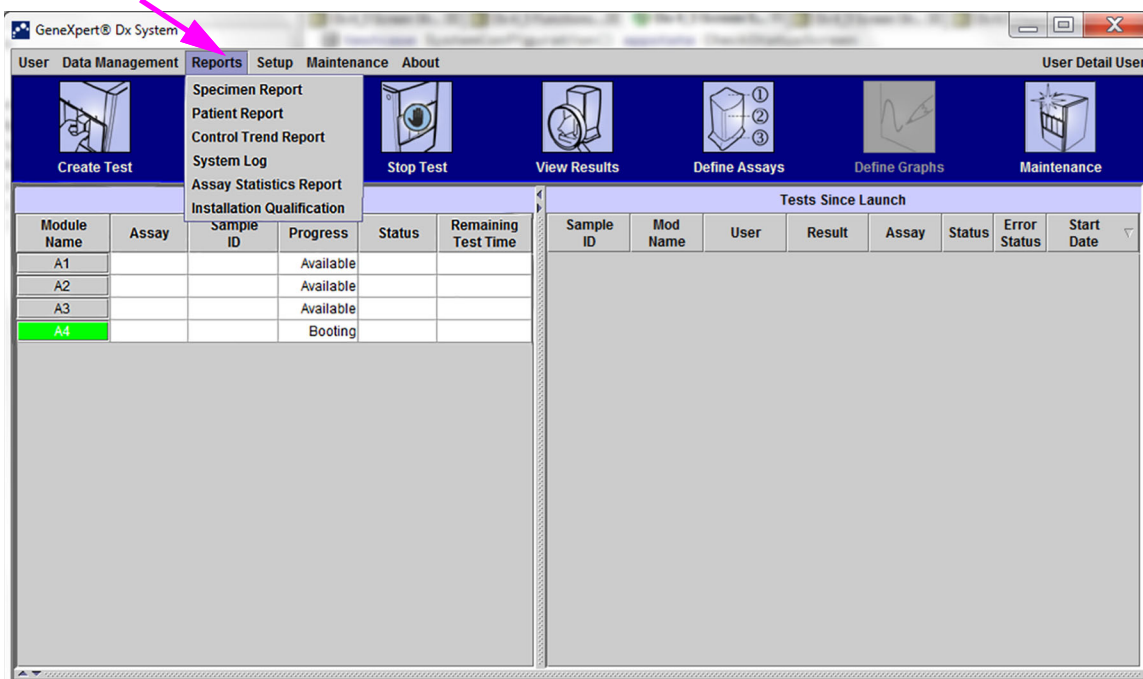 GeneXpert® Dx System
User Data Management Reports Setup Maintenance About User Detail User
Specimen Report
Patient Report
Control Trend Report
System Log
Assay Statistics Report
Installation Qualification
Create Test Stop Test View Results Define Assays Define Graphs Maintenance
① ② ③
Tests Since Launch
Module Name Assay Sample ID Progress Status Remaining Test Time
Sample ID Mod Name User Result Assay Status Error Status Start Date
A1 Available
A2 Available
A3 Available
A4 Booting